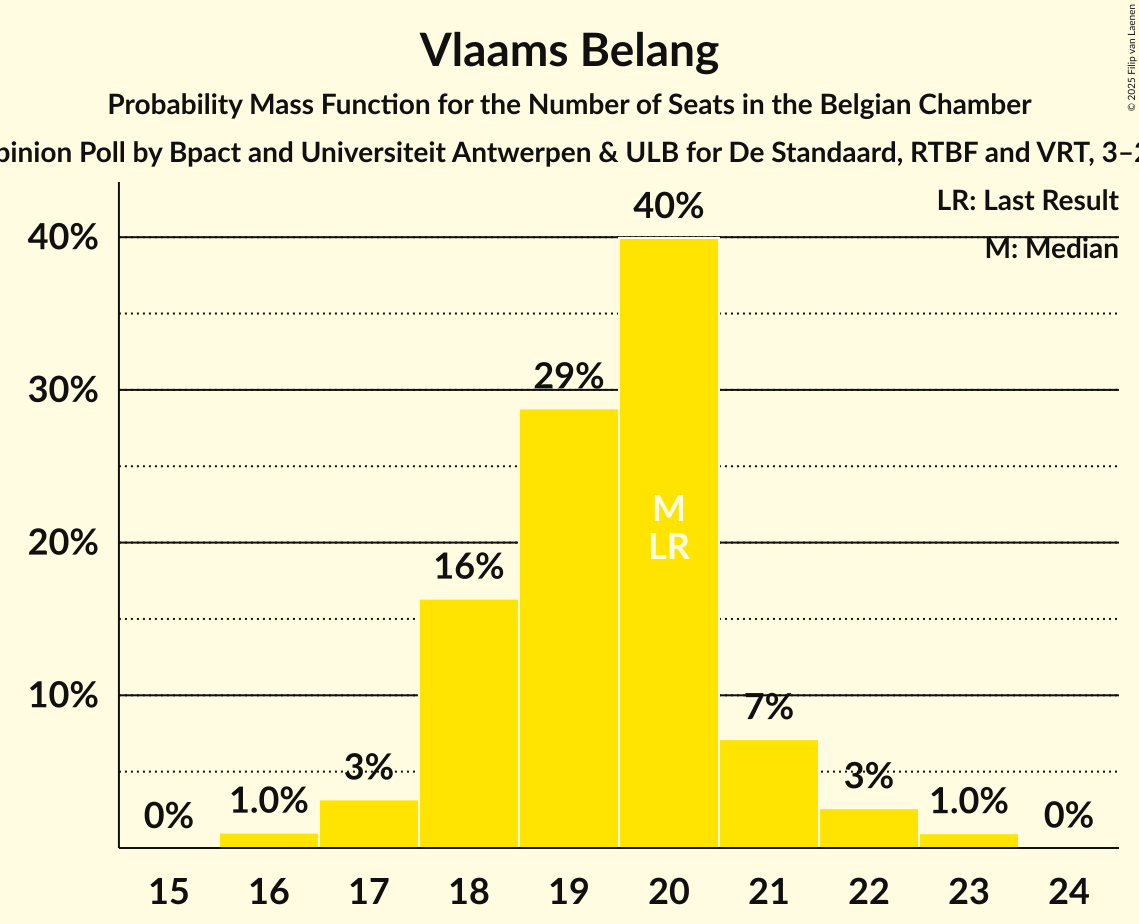 Vlaams Belang
Probability Mass Function for the Number of Seats in the Belgian Chamber
pinion Poll by Bpact and Universiteit Antwerpen & ULB for De Standaard, RTBF and VRT, 3–2
© 2025 Filip van Laenen
LR: Last Result
M: Median
40%
30%
20%
10%
0%
1.0%
3%
16%
29%
40%
M
LR
7%
3%
1.0%
0%
15 16 17 18 19 20 21 22 23 24